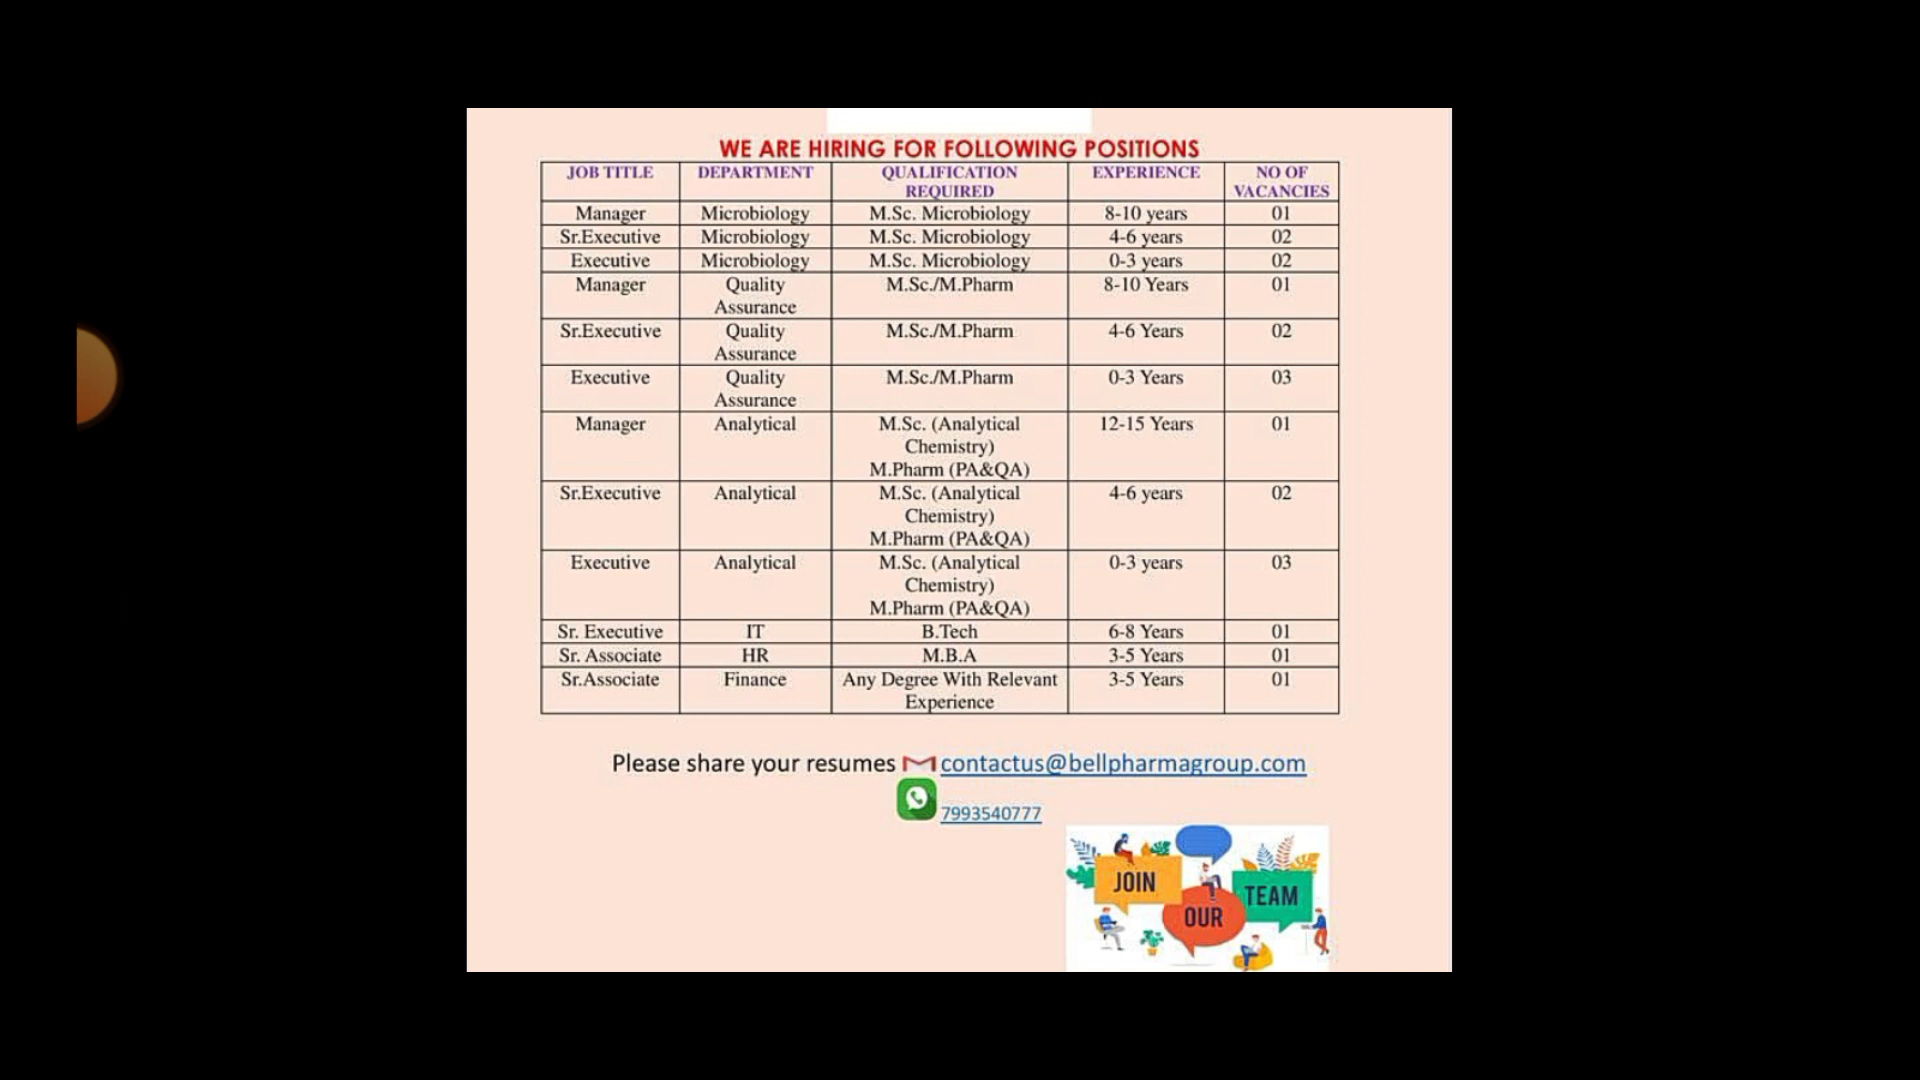 WE ARE HIRING FOR FOLLOWING POSITIONS
JOB TITLE DEPARTMENT QUALIFICATION REQUIRED EXPERIENCE NO OF VACANCIES
Manager Microbiology M.Sc. Microbiology 8-10 years 01
Sr.Executive Microbiology M.Sc. Microbiology 4-6 years 02
Executive Microbiology M.Sc. Microbiology 0-3 years 02
Manager Quality Assurance M.Sc./M.Pharm 8-10 Years 01
Sr.Executive Quality Assurance M.Sc./M.Pharm 4-6 Years 02
Executive Quality Assurance M.Sc./M.Pharm 0-3 Years 03
Manager Analytical M.Sc. (Analytical Chemistry) M.Pharm (PA&QA) 12-15 Years 01
Sr.Executive Analytical M.Sc. (Analytical Chemistry) M.Pharm (PA&QA) 4-6 years 02
Executive Analytical M.Sc. (Analytical Chemistry) M.Pharm (PA&QA) 0-3 years 03
Sr. Executive IT B.Tech 6-8 Years 01
Sr. Associate HR M.B.A 3-5 Years 01
Sr.Associate Finance Any Degree With Relevant Experience 3-5 Years 01
Please share your resumes contactus@bellpharmagroup.com
7993540777
JOIN
OUR
TEAM